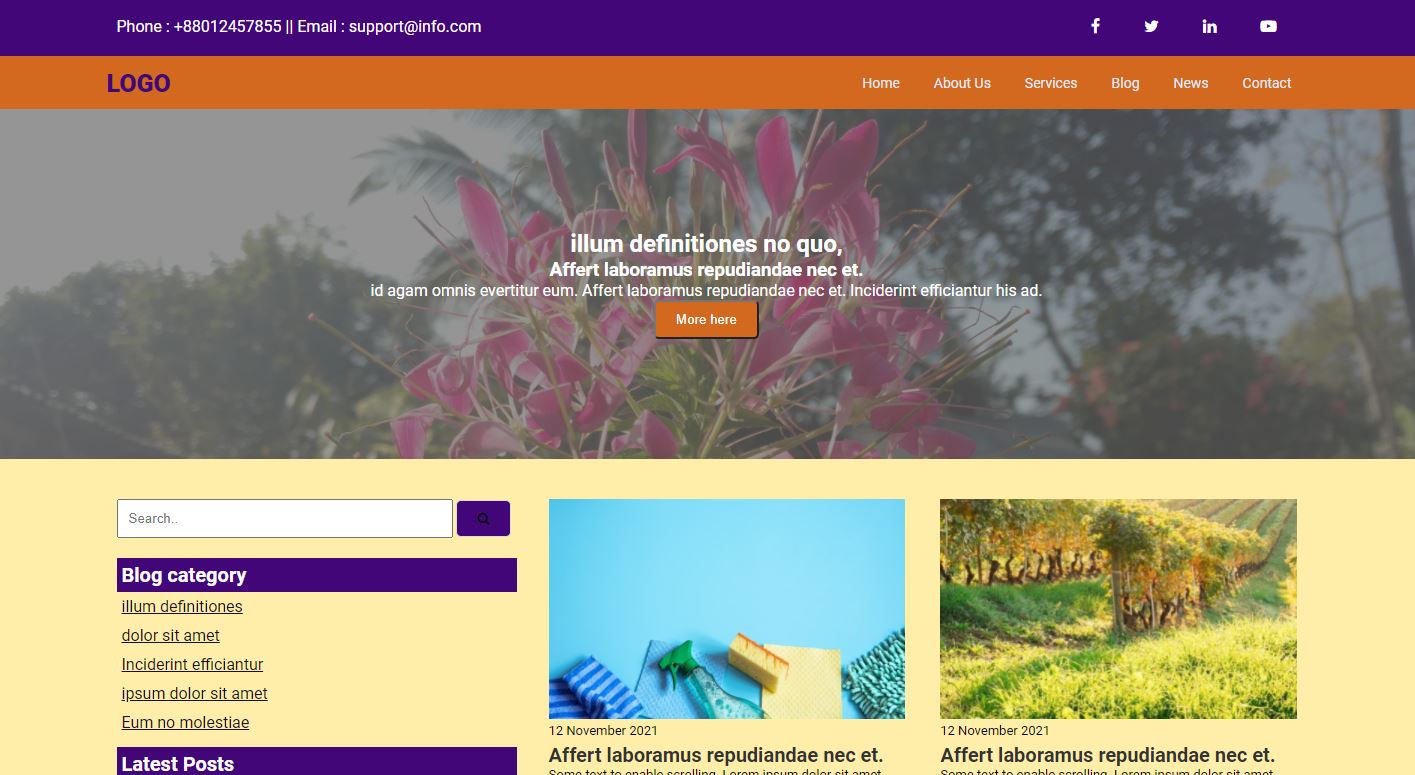 Phone : +88012457855 || Email : support@info.com
LOGO
Home About Us Services Blog News Contact
illum definitiones no quo,
Affert laboramus repudiandae nec et.
id agam omnis evertitur eum. Affert laboramus repudiandae nec et. Inciderint efficiantur his ad.
More here
Search..
Blog category
illum definitiones
dolor sit amet
Inciderint efficiantur
ipsum dolor sit amet
Eum no molestiae
Latest Posts
12 November 2021
Affert laboramus repudiandae nec et.
Some text to enable scrolling. Lorem ipsum dolor sit amet,
12 November 2021
Affert laboramus repudiandae nec et.
Some text to enable scrolling. Lorem ipsum dolor sit amet,